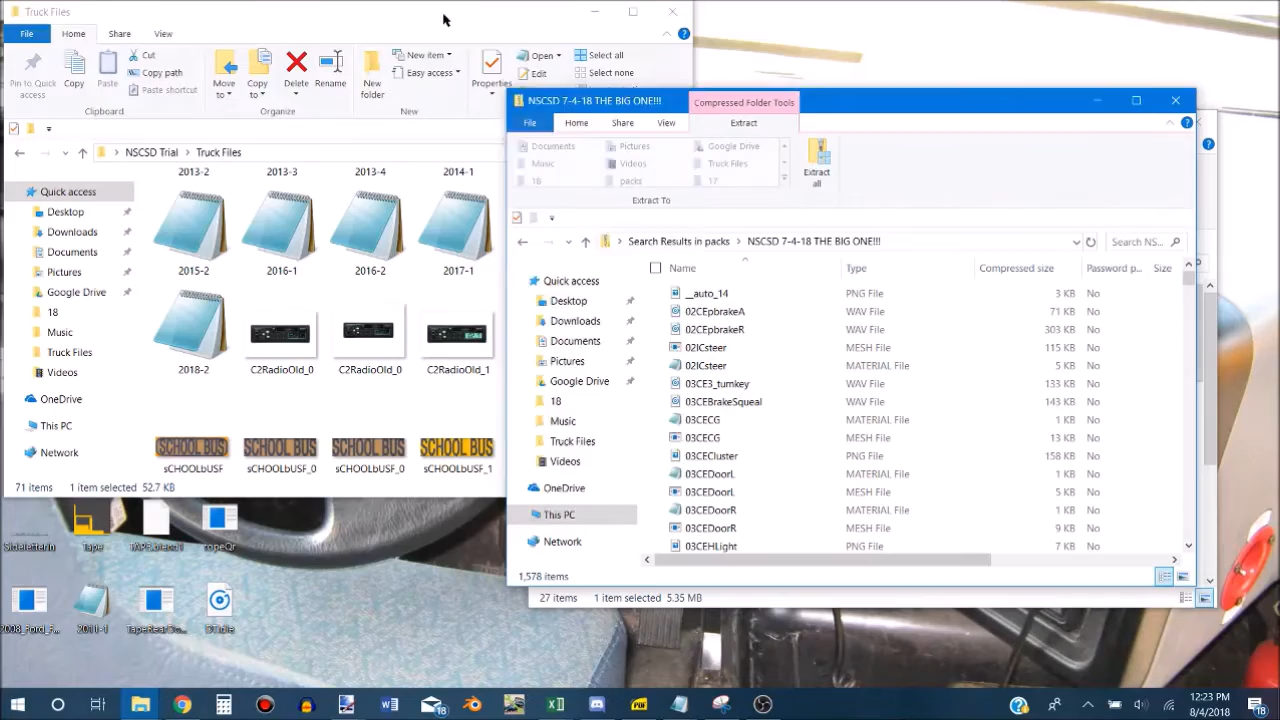 Truck Files
File Home Share View
Pin to Quick access
Copy
Paste
Cut
Copy path
Paste shortcut
Clipboard
Move to
Copy to
Delete
Rename
Organize
New folder
New item
Easy access
New
Properties
Open
Edit
Select all
Select none
NSCSD Trial Truck Files
Quick access
Desktop
Downloads
Documents
Pictures
Google Drive
18
Music
Truck Files
Videos
OneDrive
This PC
Network
2013-2 2013-3 2013-4 2014-1
2015-2 2016-1 2016-2 2017-1
2018-2 C2RadioOld_0 C2RadioOld_0 C2RadioOld_1
SCHOOL BUS SCHOOL BUS SCHOOL BUS SCHOOL BUS
sCHOOLbUSF sCHOOLbUSF_0 sCHOOLbUSF_0 sCHOOLbUSF_1
71 items 1 item selected 52.7 KB
NSCSD 7-4-18 THE BIG ONE!!! Compressed Folder Tools
File Home Share View Extract
Documents Pictures Google Drive
Music Videos Truck Files
18 packs 17
Extract To
Extract all
Search Results in packs NSCSD 7-4-18 THE BIG ONE!!! Search NS...
Quick access
Desktop
Downloads
Documents
Pictures
Google Drive
18
Music
Truck Files
Videos
OneDrive
This PC
Network
Name Type Compressed size Password p... Size
__auto_14 PNG File 3 KB No
02CEpbrakeA WAV File 71 KB No
02CEpbrakeR WAV File 303 KB No
02ICsteer MESH File 115 KB No
02ICsteer MATERIAL File 5 KB No
03CE3_turnkey WAV File 133 KB No
03CEBrakeSqueal WAV File 143 KB No
03CECG MATERIAL File 1 KB No
03CECG MESH File 13 KB No
03CECluster PNG File 158 KB No
03CEDoorL MATERIAL File 1 KB No
03CEDoorL MESH File 5 KB No
03CEDoorR MATERIAL File 1 KB No
03CEDoorR MESH File 9 KB No
03CEHLight PNG File 7 KB No
1,578 items
27 items 1 item selected 5.35 MB
Tape TAPE.blend1 ropeQr
2008_Ford_F... 2011-1 TapeRearDo... DTidle
18
PDF
12:23 PM
8/4/2018
18